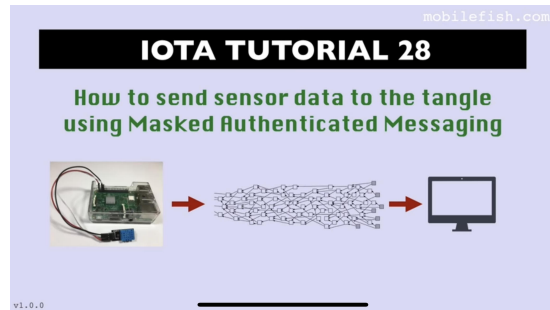 mobilefish.com
IOTA TUTORIAL 28
How to send sensor data to the tangle
using Masked Authenticated Messaging
v1.0.0